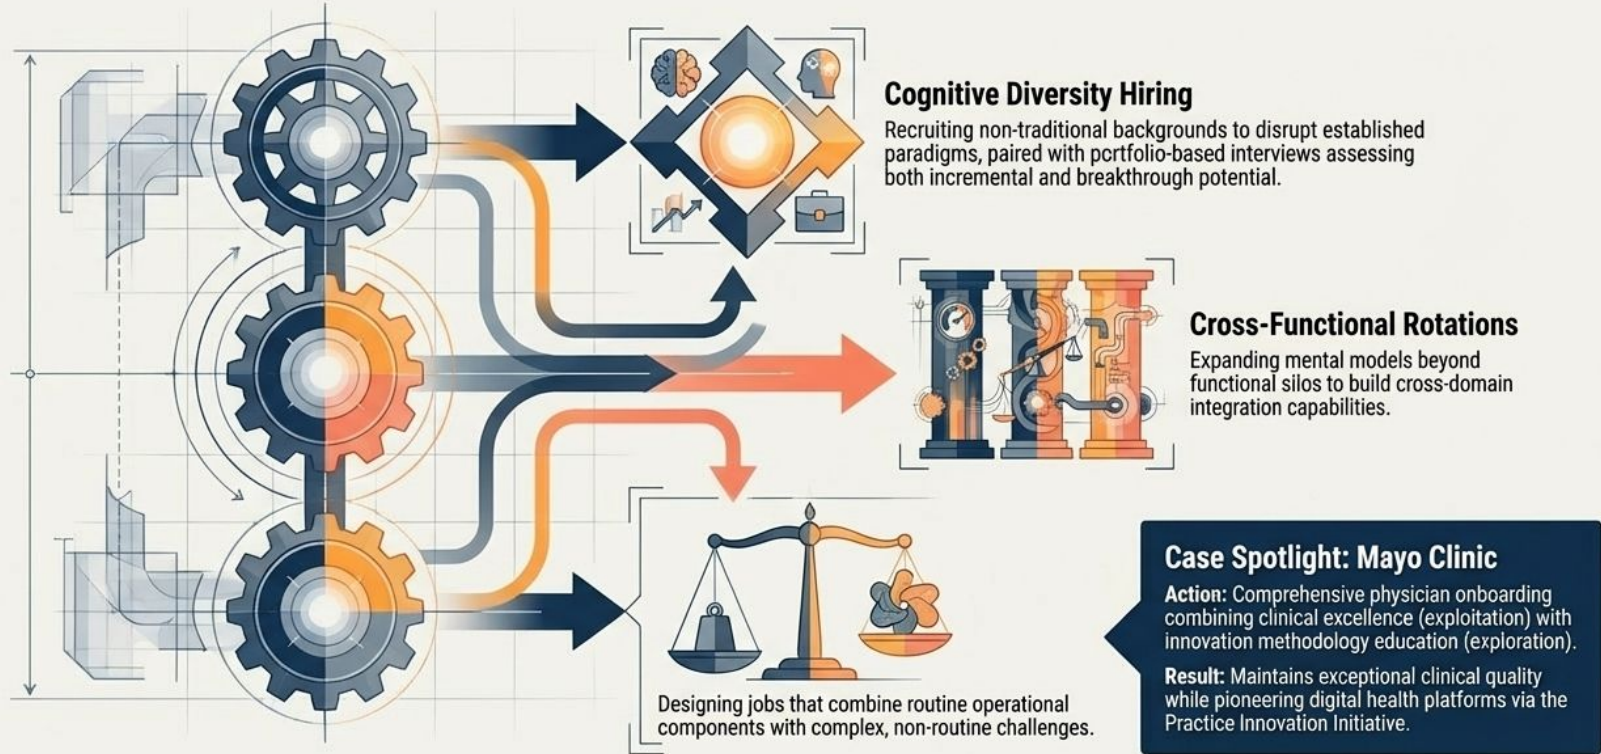 Cognitive Diversity Hiring
Recruiting non-traditional backgrounds to disrupt established
paradigms, paired with pcrtfolio-based interviews assessing
both incremental and breakthrough potential.
Cross-Functional Rotations
Expanding mental models beyond
functional silos to build cross-domain
integration capabilities.
Designing jobs that combine routine operational
components with complex, non-routine challenges.
Case Spotlight: Mayo Clinic
Action: Comprehensive physician onboarding
combining clinical excellence (exploitation) with
innovation methodology education (exploration).
Result: Maintains exceptional clinical quality
while pioneering digital health platforms via the
Practice Innovation Initiative.